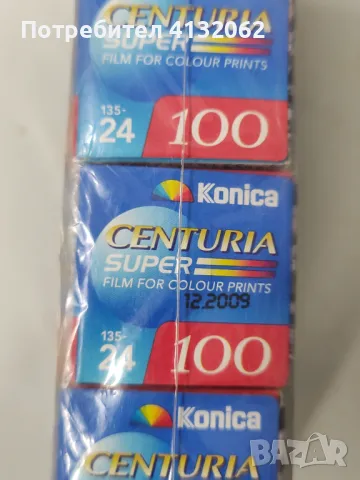 Потребител 4132062
CENTURIA
SUPER
FILM FOR COLOUR PRINTS
135-
24 100
Konica
CENTURIA
SUPER
FILM FOR COLOUR PRINTS
12.2009
135-
24 100
Konica
CENTURIA
BAZAR